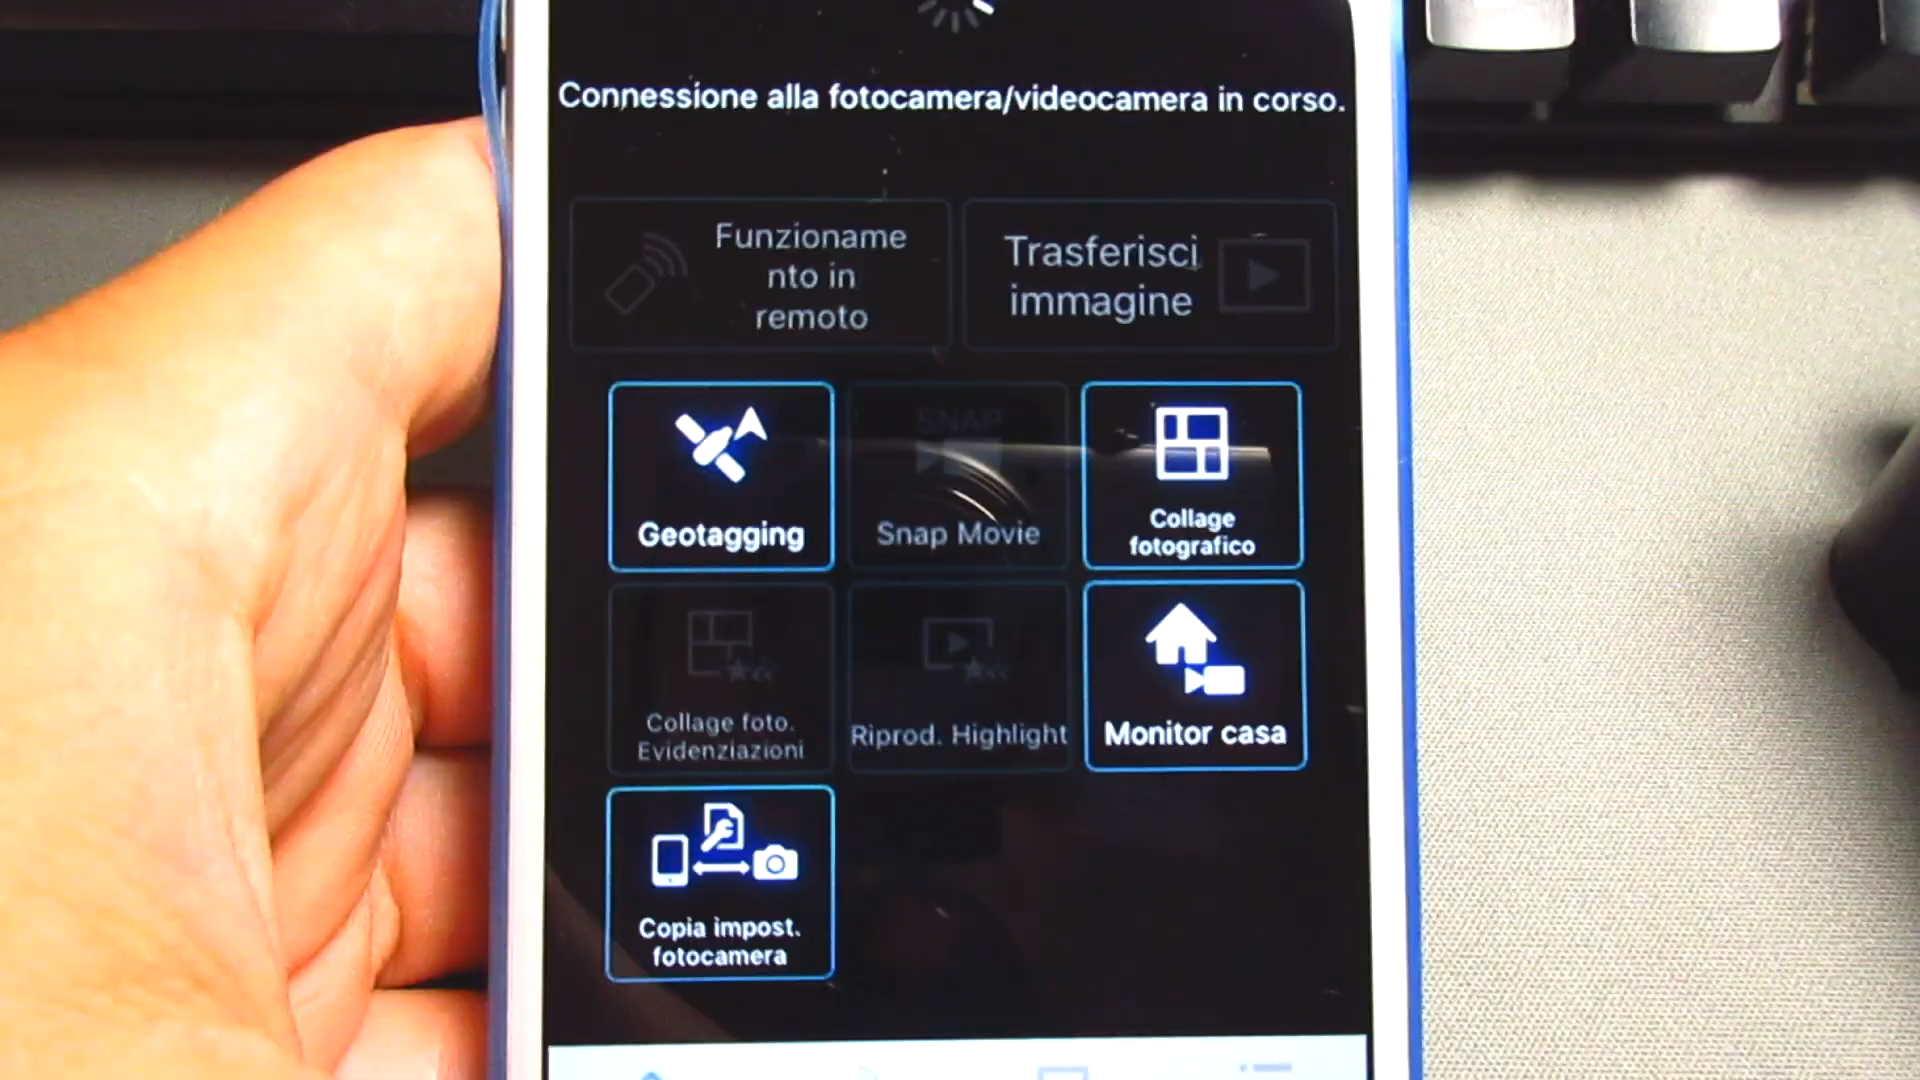 Connessione alla fotocamera/videocamera in corso.
Funzioname
nto in
remoto
Trasferisci
immagine
Geotagging
SNAP
Snap Movie
Collage
fotografico
Collage foto.
Evidenziazioni
Riprod. Highlight
Monitor casa
Copia impost.
fotocamera